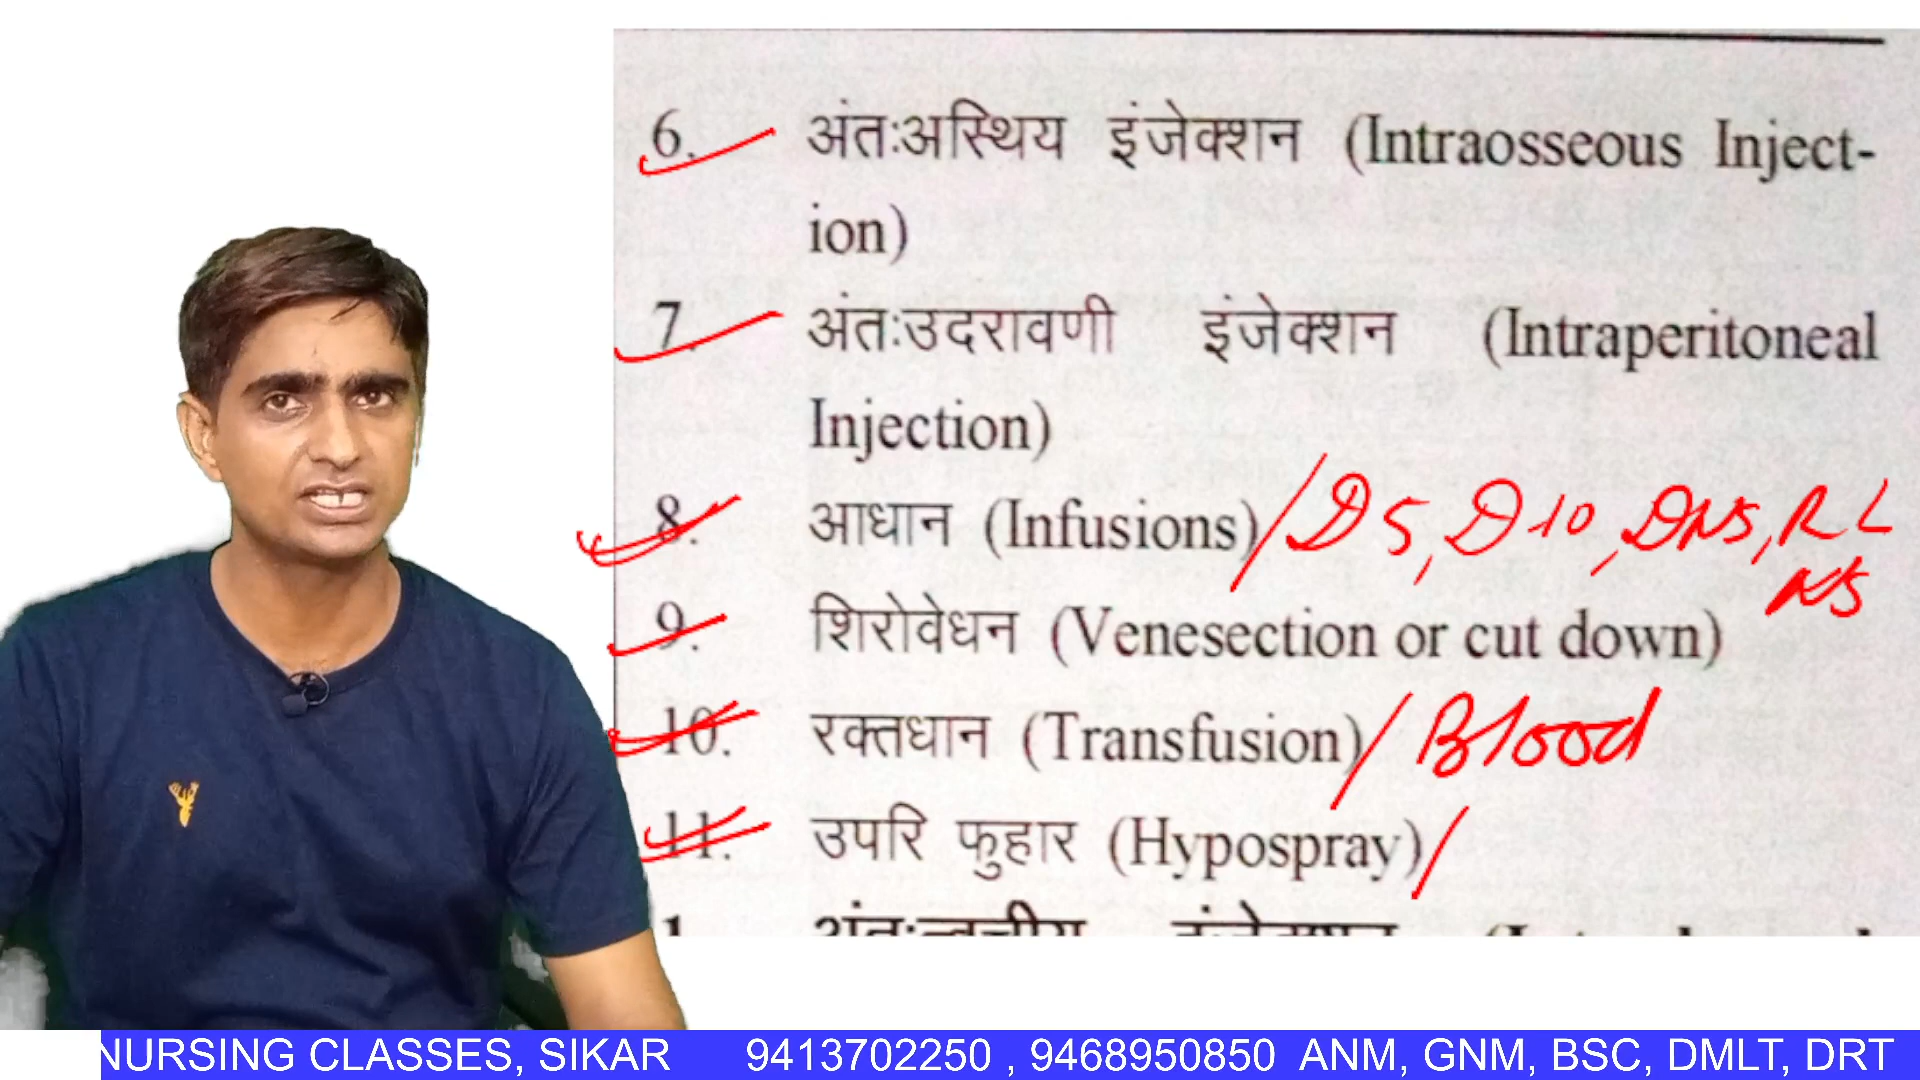 6. अंतःअस्थिय इंजेक्शन (Intraosseous Inject-
ion)
7. अंतःउदरावणी इंजेक्शन (Intraperitoneal
Injection)
8. आधान (Infusions) / D5, D10, DNS, RL
NS
9. शिरोवेधन (Venesection or cut down)
10. रक्तधान (Transfusion) / Blood
11. उपरि फुहार (Hypospray) /
NURSING CLASSES, SIKAR 9413702250 , 9468950850 ANM, GNM, BSC, DMLT, DRT